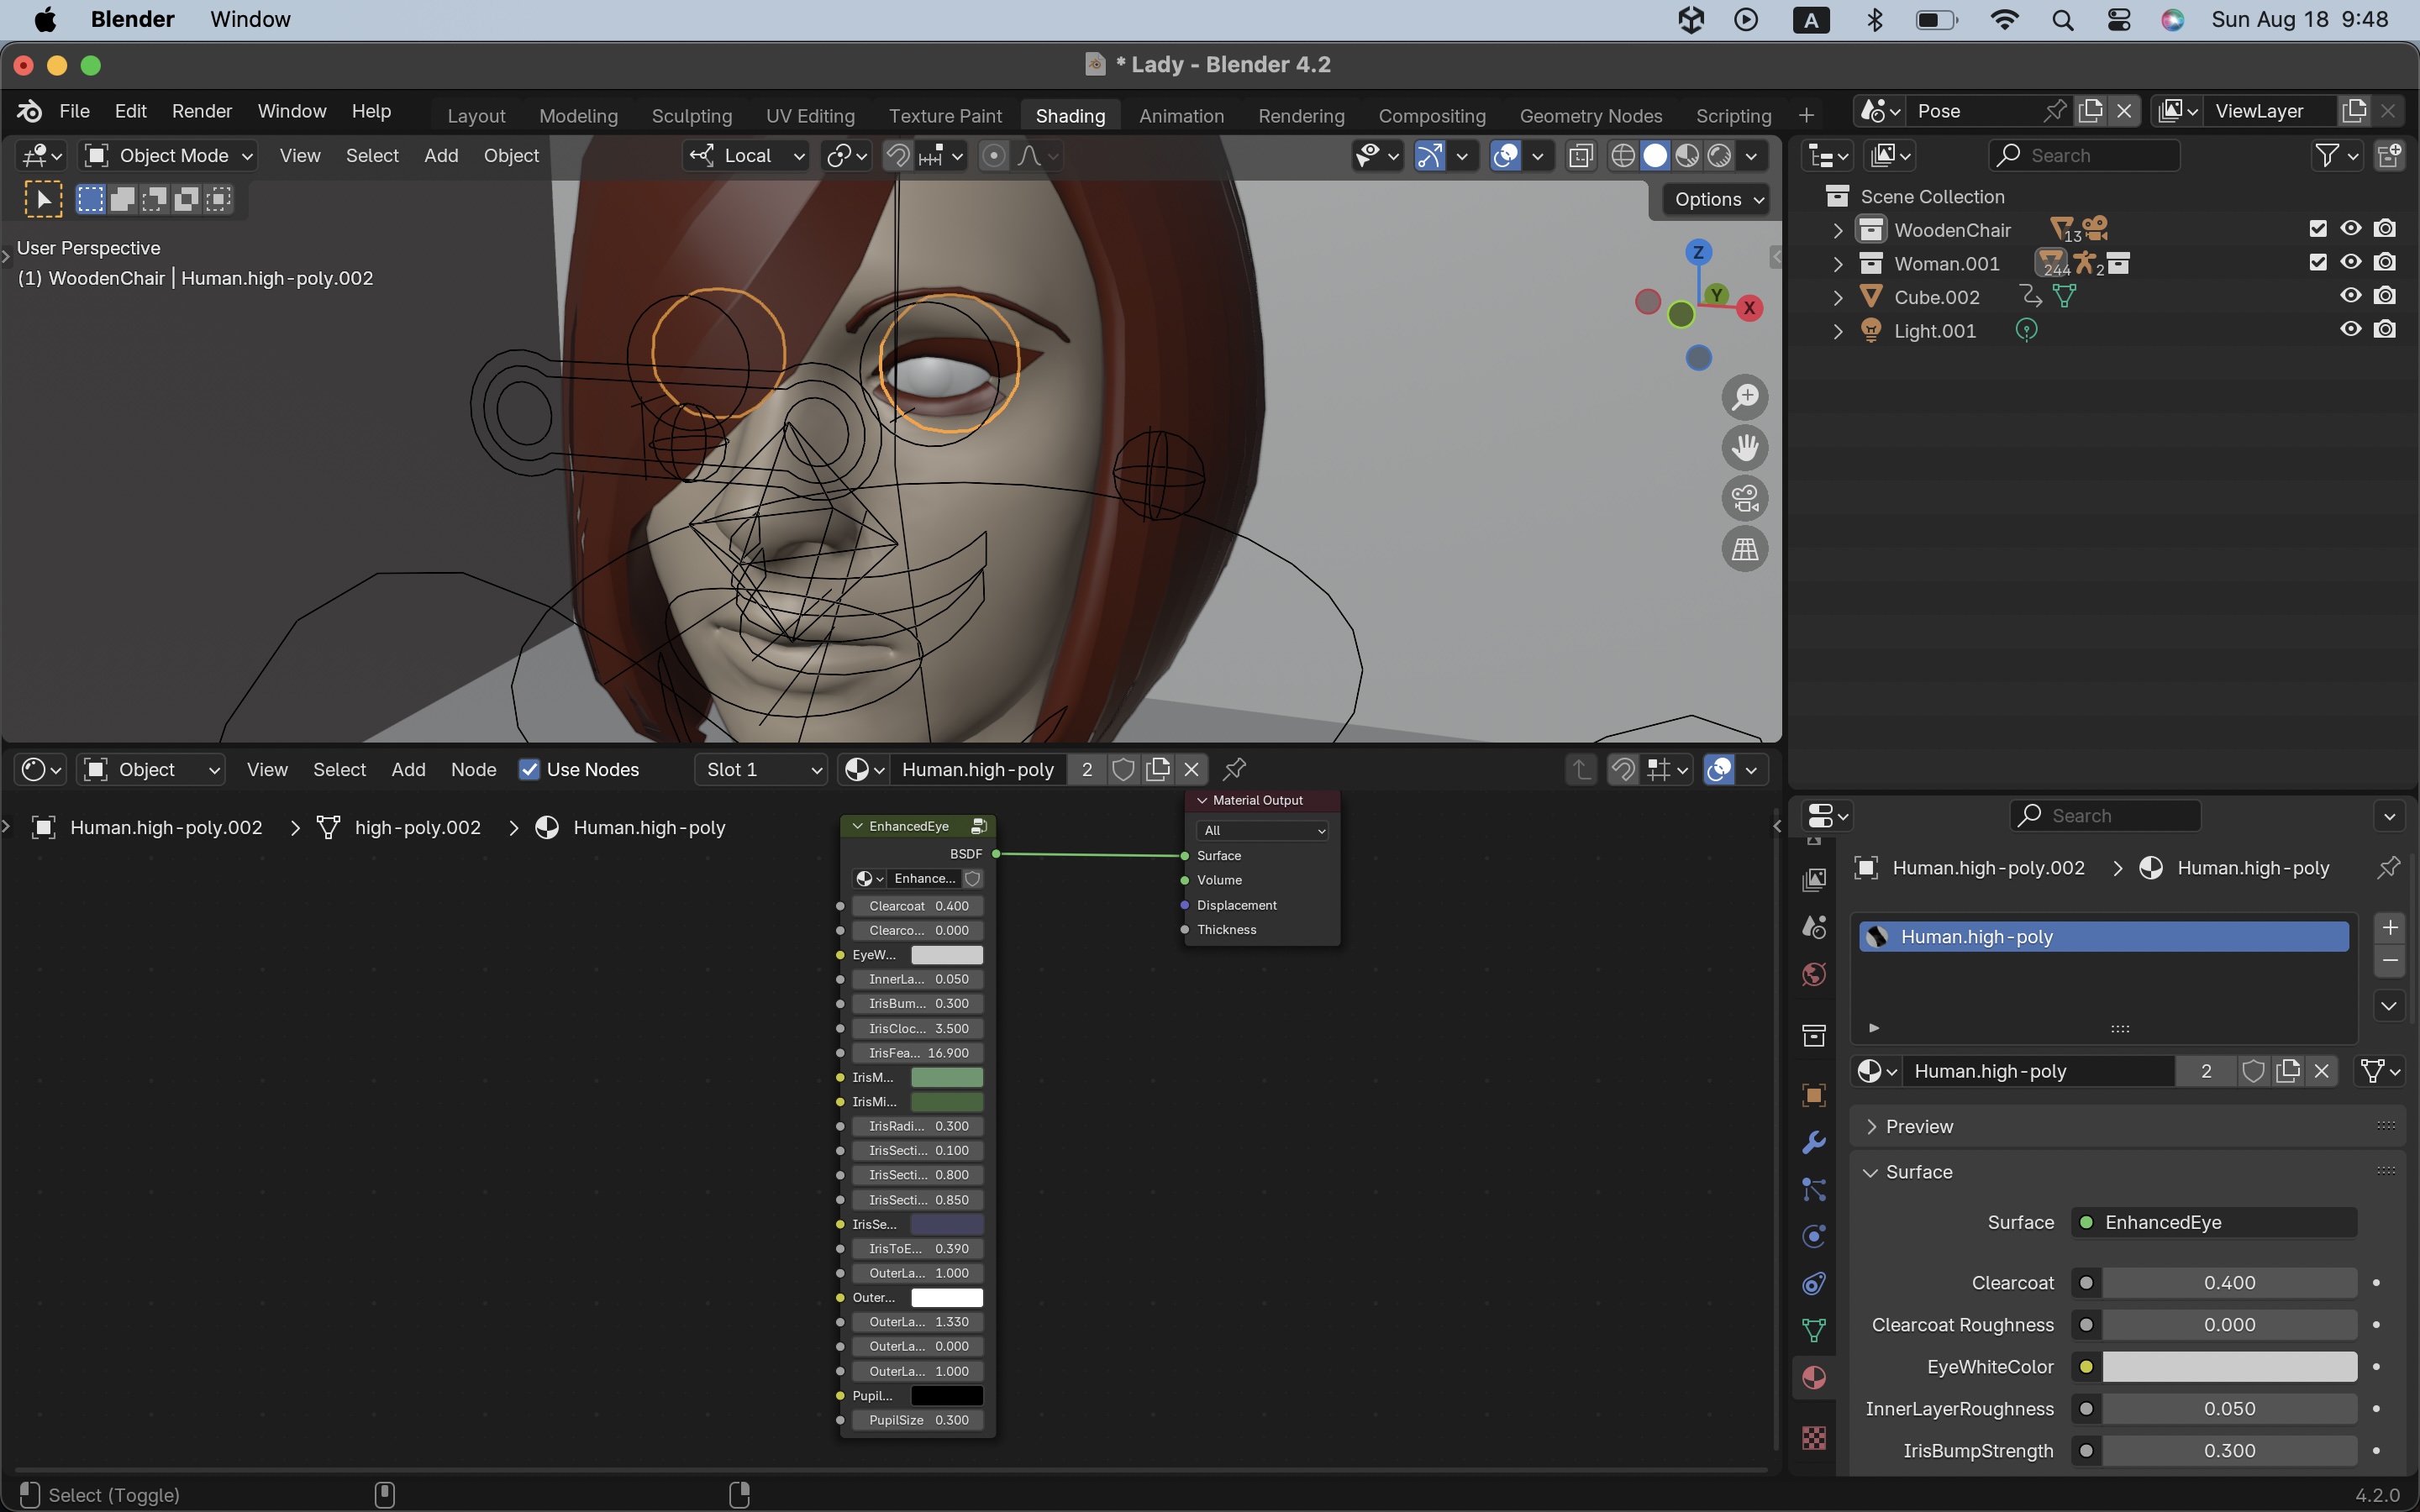 Blender Window
A Sun Aug 18 9:48
* Lady - Blender 4.2
File Edit Render Window Help
Layout Modeling Sculpting UV Editing Texture Paint Shading Animation Rendering Compositing Geometry Nodes Scripting +
Pose ViewLayer
Object Mode View Select Add Object Local
Search
Options
User Perspective
(1) WoodenChair | Human.high-poly.002
Z
Y
X
Scene Collection
WoodenChair 13
Woman.001 244 2
Cube.002
Light.001
Object View Select Add Node Use Nodes Slot 1 Human.high-poly 2
Human.high-poly.002 > high-poly.002 > Human.high-poly
EnhancedEye
BSDF
Enhance...
Clearcoat 0.400
Clearco... 0.000
EyeW...
InnerLa... 0.050
IrisBum... 0.300
IrisCloc... 3.500
IrisFea... 16.900
IrisM...
IrisMi...
IrisRadi... 0.300
IrisSecti... 0.100
IrisSecti... 0.800
IrisSecti... 0.850
IrisSe...
IrisToE... 0.390
OuterLa... 1.000
Outer...
OuterLa... 1.330
OuterLa... 0.000
OuterLa... 1.000
Pupil...
PupilSize 0.300
Material Output
All
Surface
Volume
Displacement
Thickness
Search
Human.high-poly.002 > Human.high-poly
Human.high-poly
Human.high-poly 2
Preview
Surface
Surface EnhancedEye
Clearcoat 0.400
Clearcoat Roughness 0.000
EyeWhiteColor
InnerLayerRoughness 0.050
IrisBumpStrength 0.300
Select (Toggle)
4.2.0